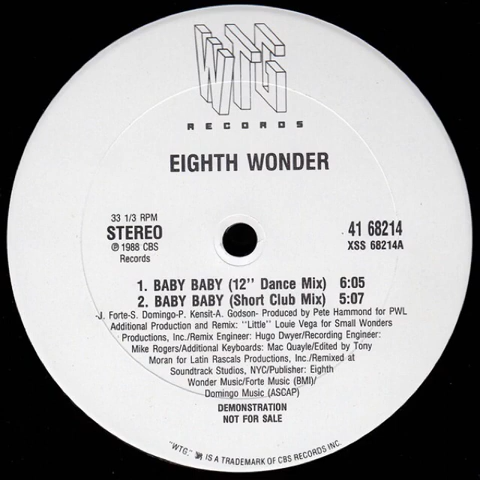 WTG
RECORDS
EIGHTH WONDER
33 1/3 RPM
STEREO
℗ 1988 CBS
Records
41 68214
XSS 68214A
1. BABY BABY (12'' Dance Mix) 6:05
2. BABY BABY (Short Club Mix) 5:07
-J. Forte-S. Domingo-P. Kensit-A. Godson- Produced by Pete Hammond for PWL
Additional Production and Remix: "Little" Louie Vega for Small Wonders
Productions, Inc./Remix Engineer: Hugo Dwyer/Recording Engineer:
Mike Rogers/Additional Keyboards: Mac Quayle/Edited by Tony
Moran for Latin Rascals Productions, Inc./Remixed at
Soundtrack Studios, NYC/Publisher: Eighth
Wonder Music/Forte Music (BMI)/
Domingo Music (ASCAP)
DEMONSTRATION
NOT FOR SALE
"WTG," IS A TRADEMARK OF CBS RECORDS INC.